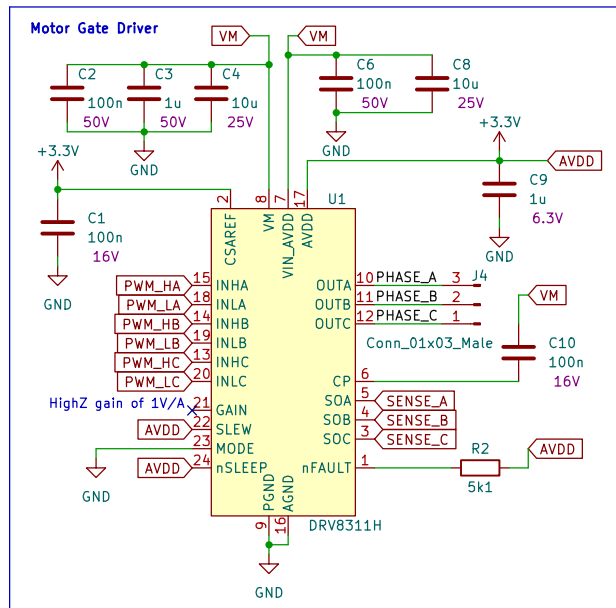 Motor Gate Driver
VM
VM
C2
100n
50V
C3
1u
50V
C4
10u
25V
C6
100n
50V
C8
10u
25V
GND
GND
+3.3V
+3.3V
AVDD
C9
1u
6.3V
GND
C1
100n
16V
GND
2
8
7
17
U1
CSAREF
VM
VIN_AVDD
AVDD
PWM_HA 15 INHA
PWM_LA 18 INLA
PWM_HB 14 INHB
PWM_LB 19 INLB
PWM_HC 13 INHC
PWM_LC 20 INLC
HighZ gain of 1V/A 21 GAIN
AVDD 22 SLEW
23 MODE
AVDD 24 nSLEEP
GND
OUTA 10 PHASE_A 3 J4
OUTB 11 PHASE_B 2
OUTC 12 PHASE_C 1
Conn_01x03_Male
VM
C10
100n
16V
CP 6
SOA 5 SENSE_A
SOB 4 SENSE_B
SOC 3 SENSE_C
nFAULT 1
R2
5k1
AVDD
PGND
AGND
9
16
DRV8311H
GND